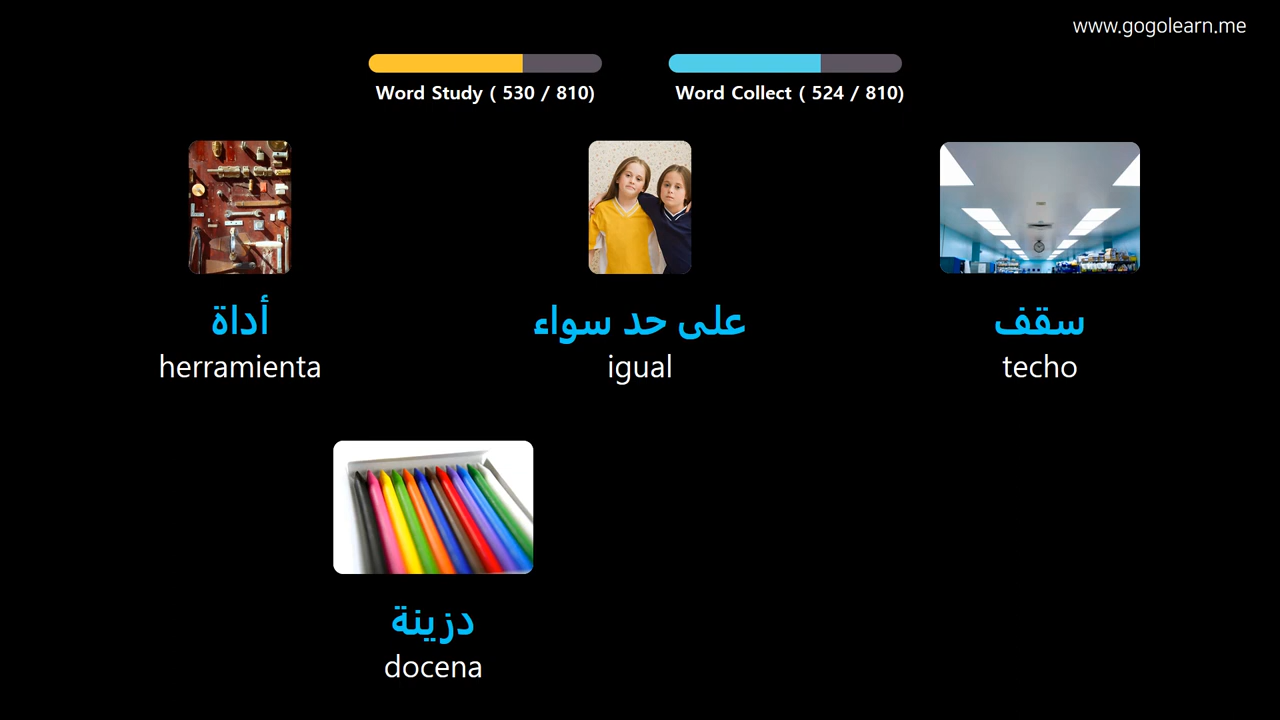 www.gogolearn.me
Word Study ( 530 / 810)
Word Collect ( 524 / 810)
أداة
herramienta
على حد سواء
igual
سقف
techo
دزينة
docena